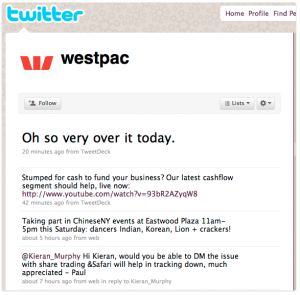 twitter
Home Profile Find Pe
westpac
Follow
Lists
Oh so very over it today.
20 minutes ago from TweetDeck
Stumped for cash to fund your business? Our latest cashflow
segment should help, live now:
http://www.youtube.com/watch?v=93bR2AZyqW8
42 minutes ago from TweetDeck
Taking part in ChineseNY events at Eastwood Plaza 11am-
5pm this Saturday: dancers Indian, Korean, Lion + crackers!
about 5 hours ago from web
@Kieran_Murphy Hi Kieran, would you be able to DM the issue
with share trading &Safari will help in tracking down, much
appreciated - Paul
about 7 hours ago from web in reply to Kieran_Murphy